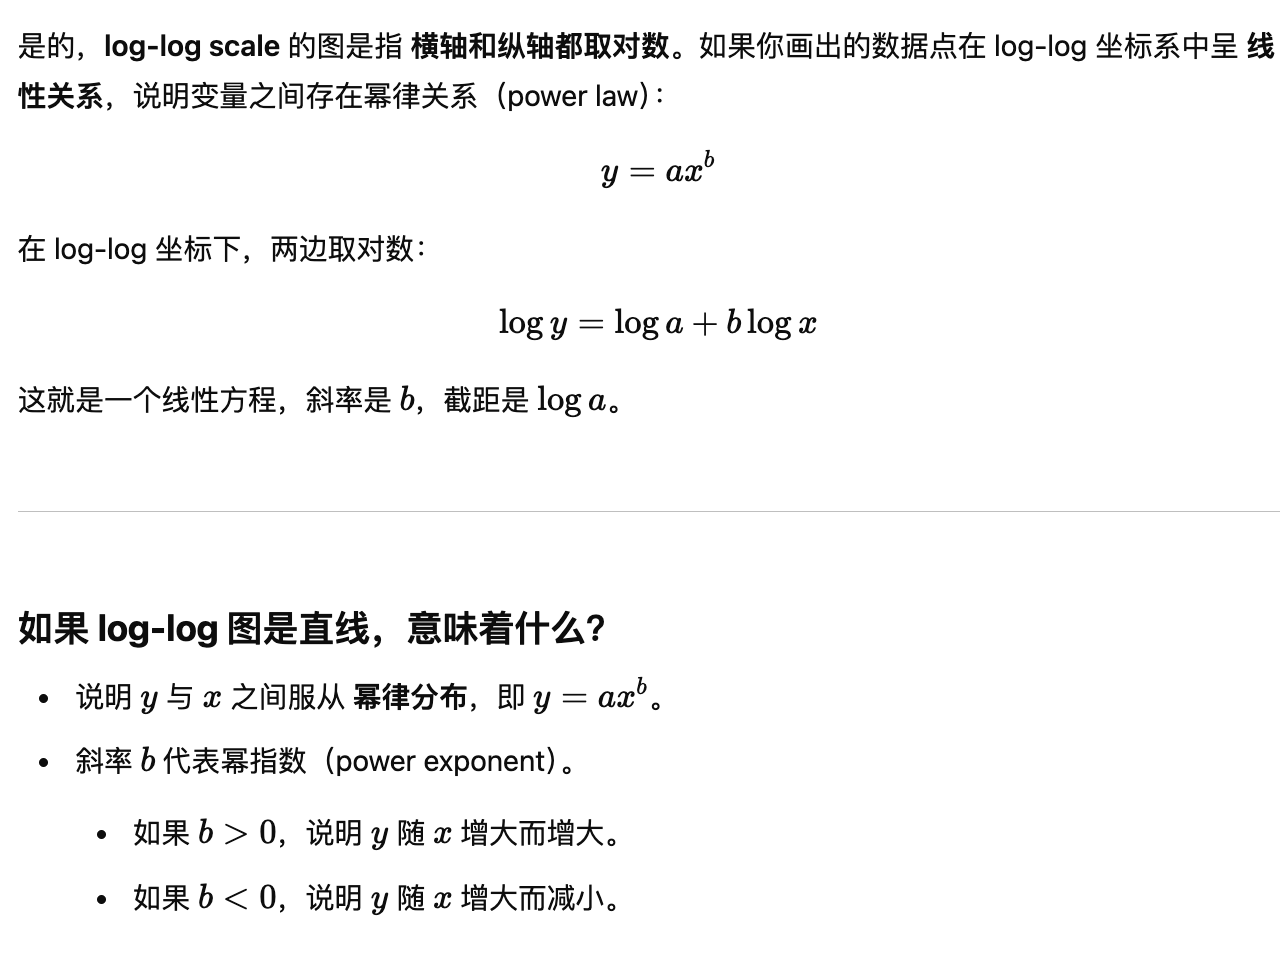 是的，log-log scale 的图是指 横轴和纵轴都取对数。如果你画出的数据点在 log-log 坐标系中呈 线
性关系，说明变量之间存在幂律关系（power law）：
y = ax^b
在 log-log 坐标下，两边取对数：
log y = log a + b log x
这就是一个线性方程，斜率是 b，截距是 log a。
如果 log-log 图是直线，意味着什么？
• 说明 y 与 x 之间服从 幂律分布，即 y = ax^b。
• 斜率 b 代表幂指数（power exponent）。
• 如果 b > 0，说明 y 随 x 增大而增大。
• 如果 b < 0，说明 y 随 x 增大而减小。